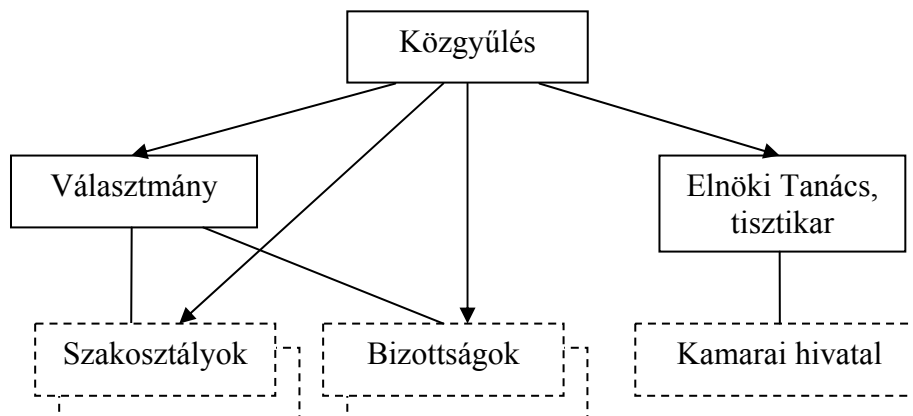 Közgyűlés
Választmány
Elnöki Tanács,
tisztikar
Szakosztályok
Bizottságok
Kamarai hivatal